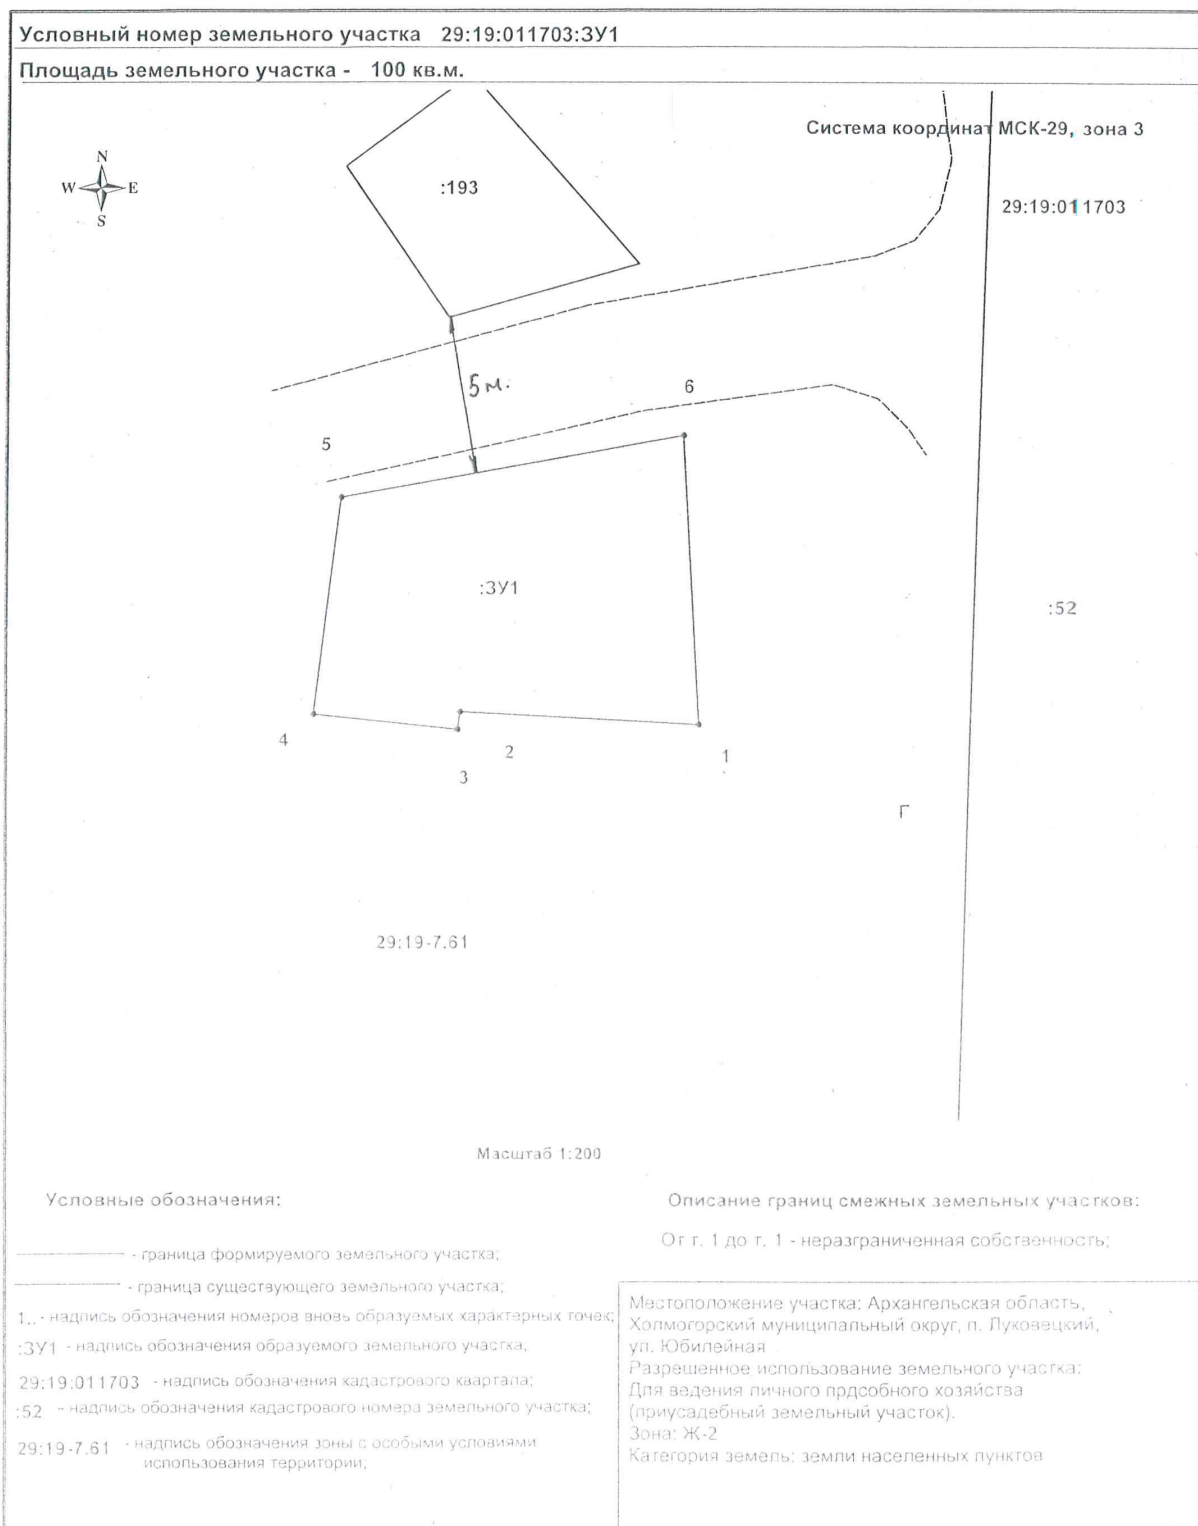 Условный номер земельного участка 29:19:011703:ЗУ1
Площадь земельного участка - 100 кв.м.
Система координат МСК-29, зона 3
N
W E
S
:193
29:19:011703
5 м.
6
5
:ЗУ1
:52
4
2
1
3
Г
29:19-7.61
Масштаб 1:200
Условные обозначения:
Описание границ смежных земельных участков:
От т. 1 до т. 1 - неразграниченная собственность;
- граница формируемого земельного участка;
- граница существующего земельного участка;
1.. - надпись обозначения номеров вновь образуемых характерных точек;
:ЗУ1 - надпись обозначения образуемого земельного участка;
29:19:011703 - надпись обозначения кадастрового квартала;
:52 - надпись обозначения кадастрового номера земельного участка;
29:19-7.61 - надпись обозначения зоны с особыми условиями
использования территории;
Местоположение участка: Архангельская область,
Холмогорский муниципальный округ, п. Луковецкий,
ул. Юбилейная
Разрешенное использование земельного участка:
Для ведения личного прдсобного хозяйства
(приусадебный земельный участок).
Зона: Ж-2
Категория земель: земли населенных пунктов